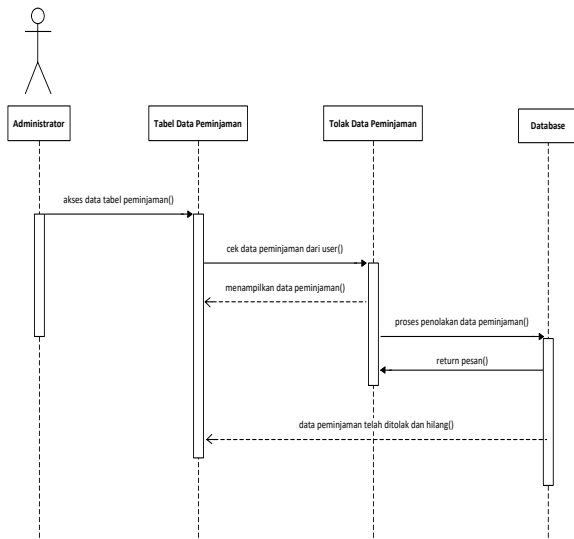 Administrator
Tabel Data Peminjaman
Tolak Data Peminjaman
Database
akses data tabel peminjaman()
cek data peminjaman dari user()
menampilkan data peminjaman()
proses penolakan data peminjaman()
return pesan()
data peminjaman telah ditolak dan hilang()